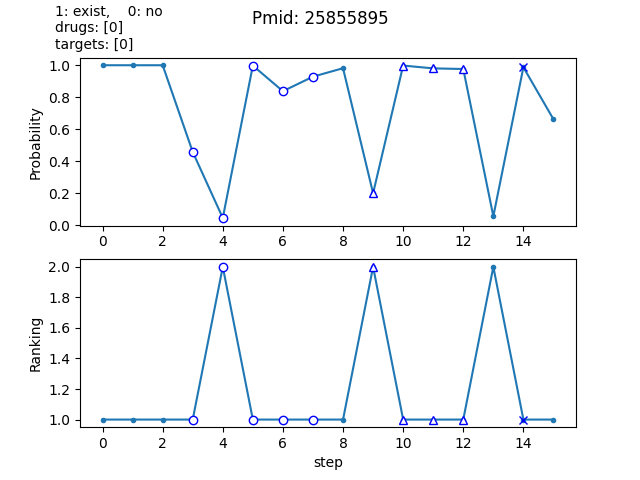 1: exist,    0: no
drugs: [0]
targets: [0]
Pmid: 25855895
Probability
1.0
0.8
0.6
0.4
0.2
0.0
0 2 4 6 8 10 12 14
Ranking
2.0
1.8
1.6
1.4
1.2
1.0
0 2 4 6 8 10 12 14
step